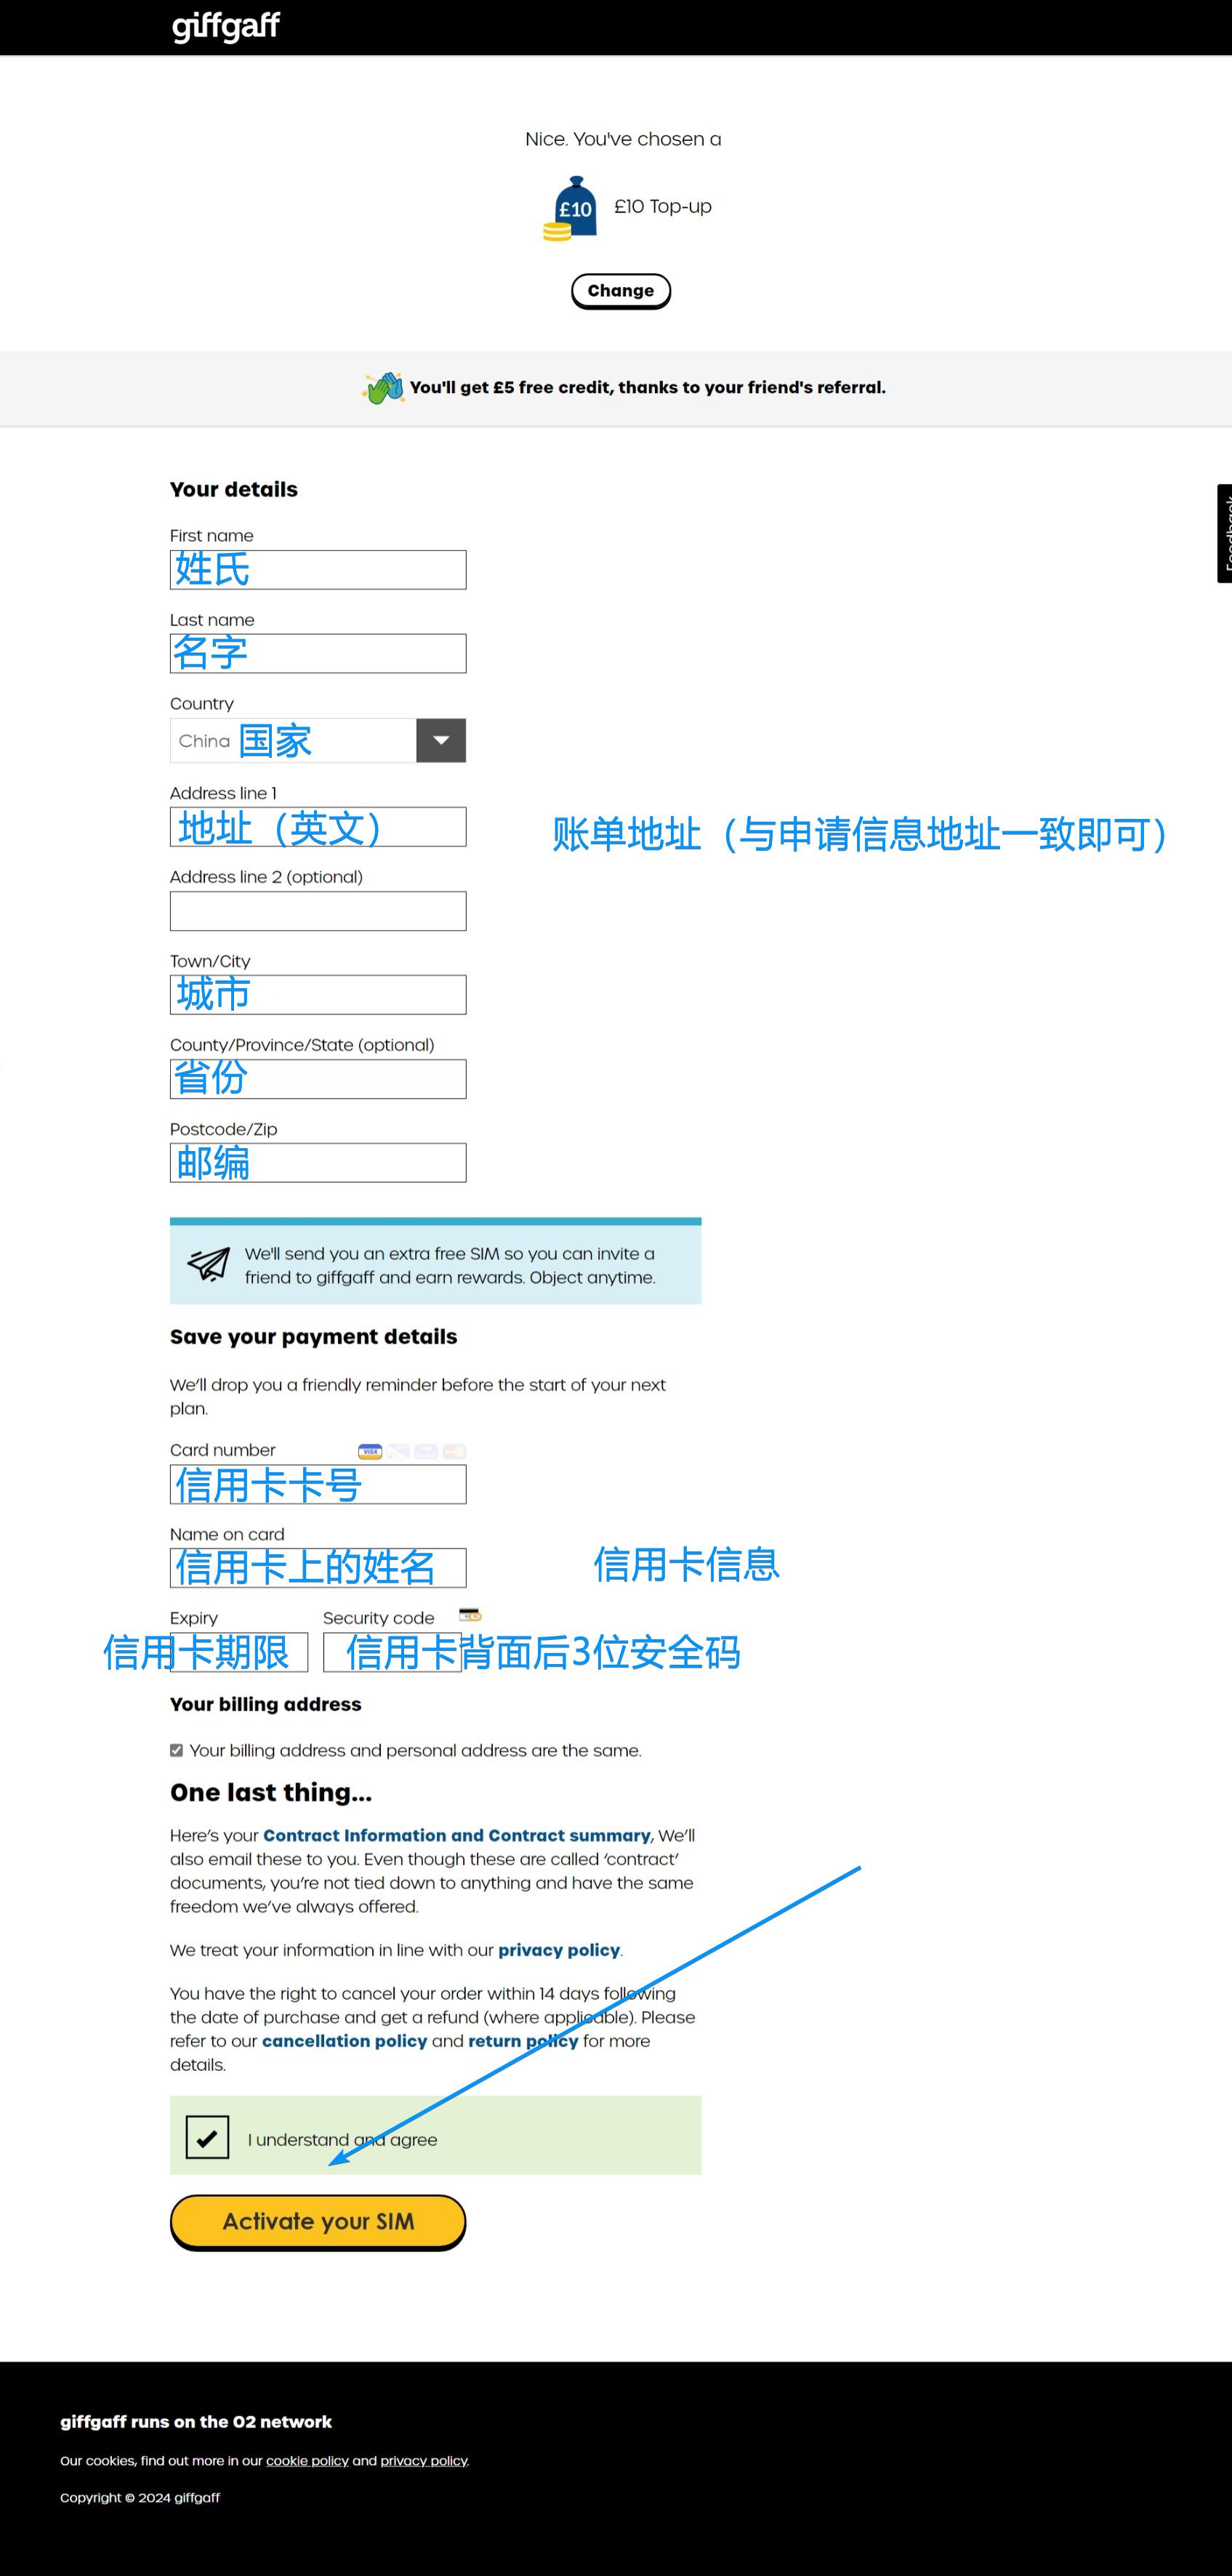 giffgaff
Nice. You've chosen a
£10
£10 Top-up
Change
You'll get £5 free credit, thanks to your friend's referral.
Feedback
Your details
First name
姓氏
Last name
名字
Country
China 国家
Address line 1
地址（英文）
账单地址（与申请信息地址一致即可）
Address line 2 (optional)
Town/City
城市
County/Province/State (optional)
省份
Postcode/Zip
邮编
We'll send you an extra free SIM so you can invite a
friend to giffgaff and earn rewards. Object anytime.
Save your payment details
We'll drop you a friendly reminder before the start of your next
plan.
Card number
VISA
信用卡卡号
Name on card
信用卡上的姓名
信用卡信息
Expiry
Security code
信用卡期限
信用卡背面后3位安全码
Your billing address
Your billing address and personal address are the same.
One last thing...
Here's your Contract Information and Contract summary, We'll
also email these to you. Even though these are called 'contract'
documents, you're not tied down to anything and have the same
freedom we've always offered.
We treat your information in line with our privacy policy.
You have the right to cancel your order within 14 days following
the date of purchase and get a refund (where applicable). Please
refer to our cancellation policy and return policy for more
details.
I understand and agree
Activate your SIM
giffgaff runs on the O2 network
Our cookies, find out more in our cookie policy and privacy policy.
Copyright © 2024 giffgaff